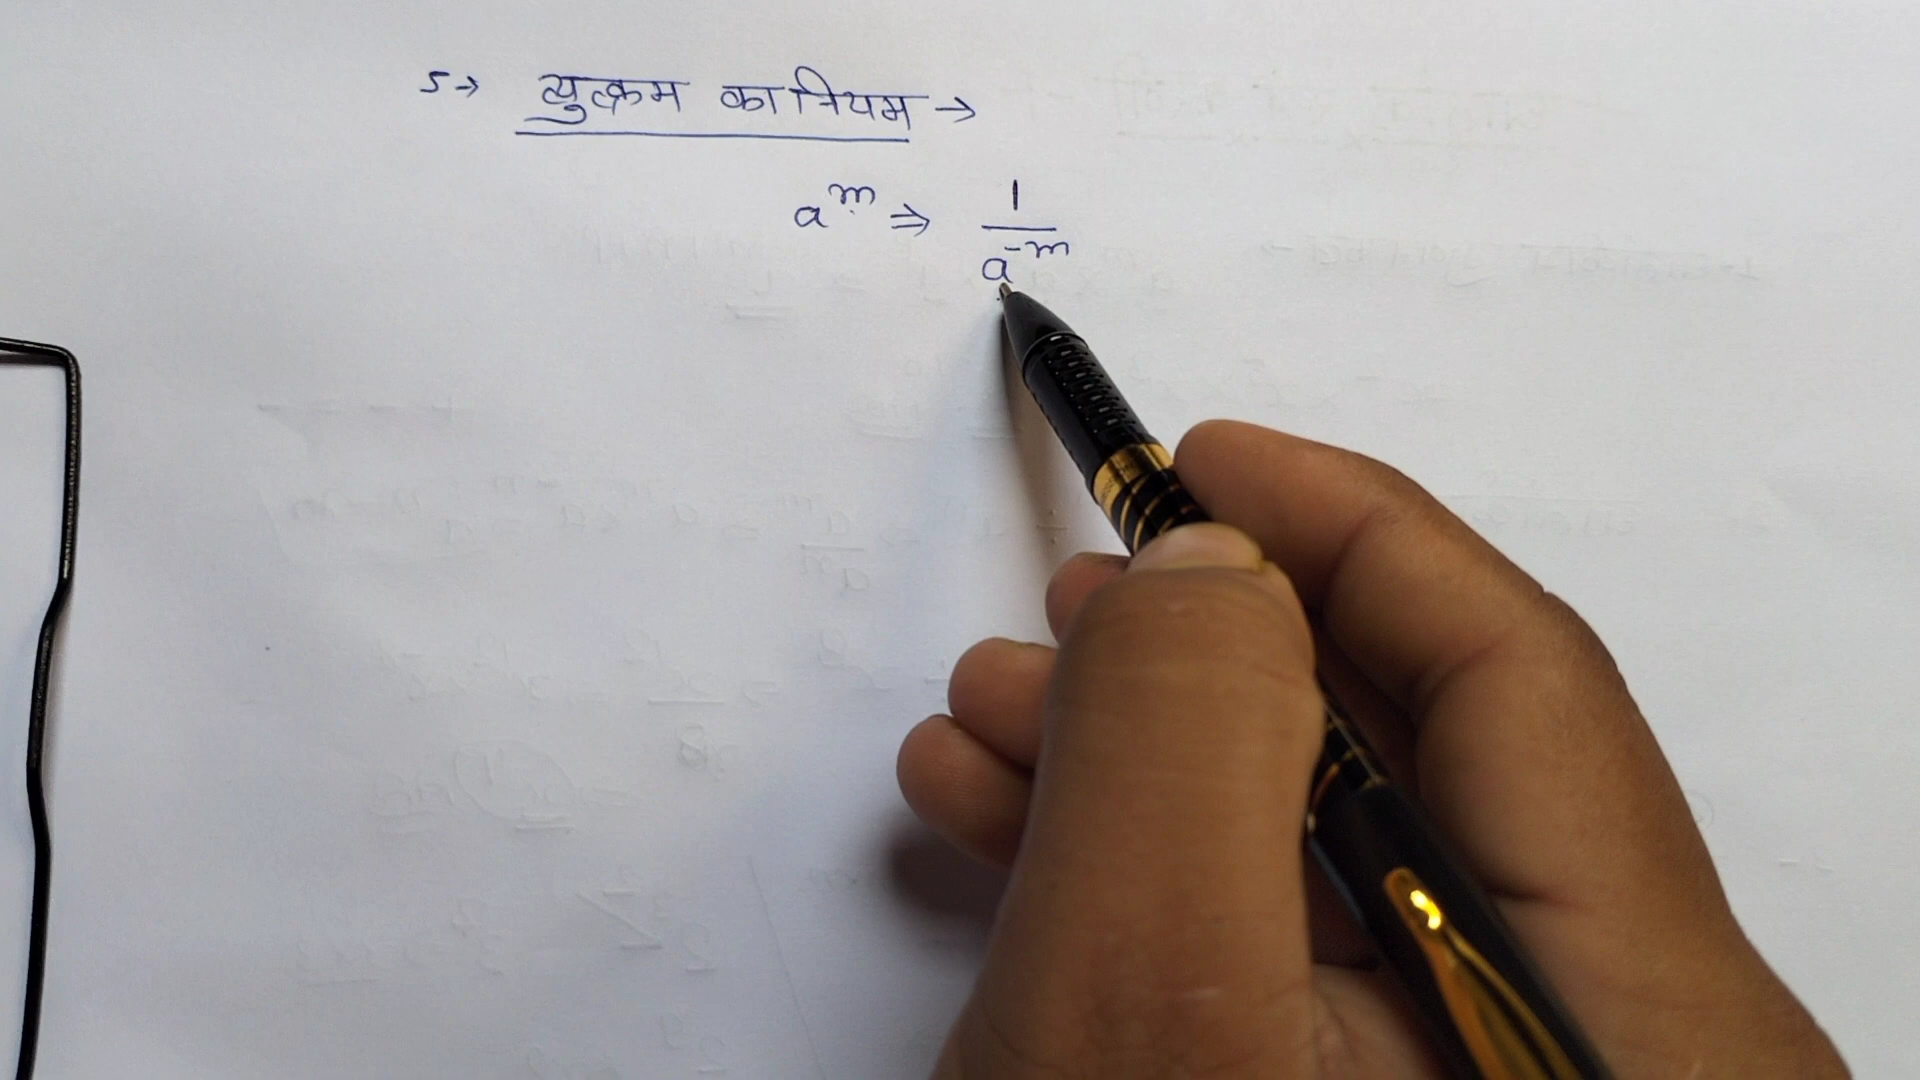 5→ व्युत्क्रम का नियम →
a^m ⇒ 1/a^-m